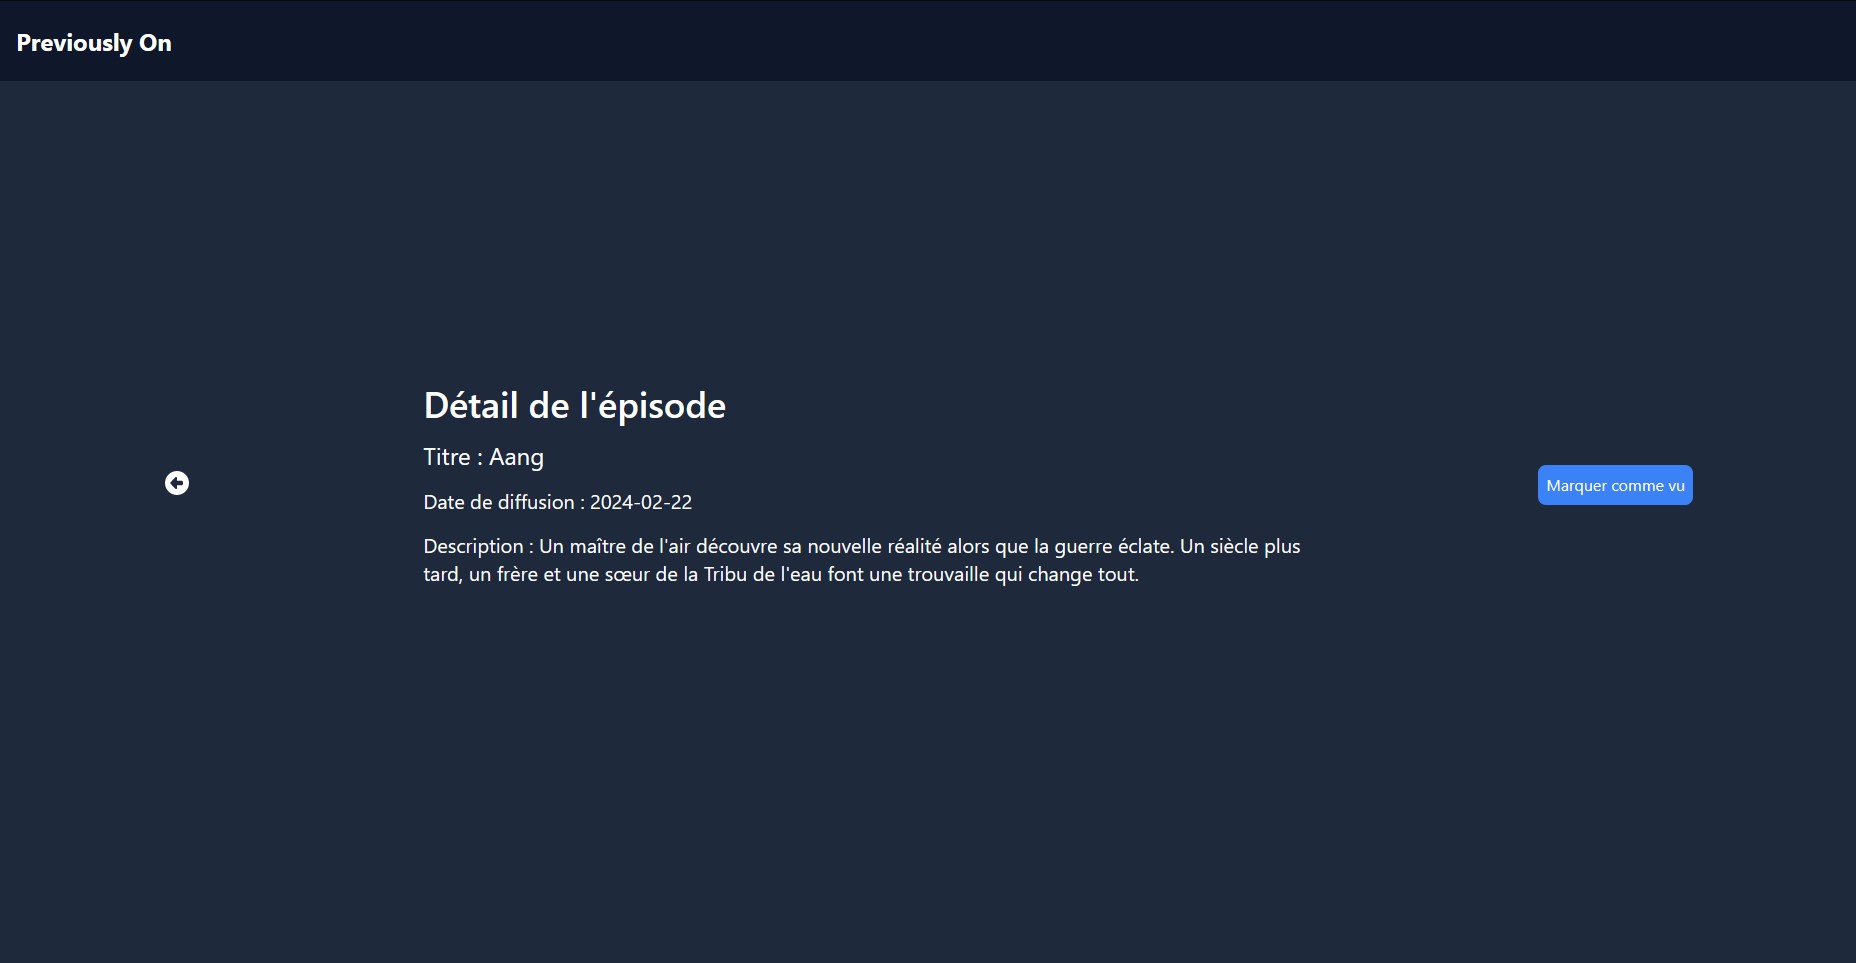 Previously On
Détail de l'épisode
Titre : Aang
Date de diffusion : 2024-02-22
Description : Un maître de l'air découvre sa nouvelle réalité alors que la guerre éclate. Un siècle plus
tard, un frère et une sœur de la Tribu de l'eau font une trouvaille qui change tout.
Marquer comme vu